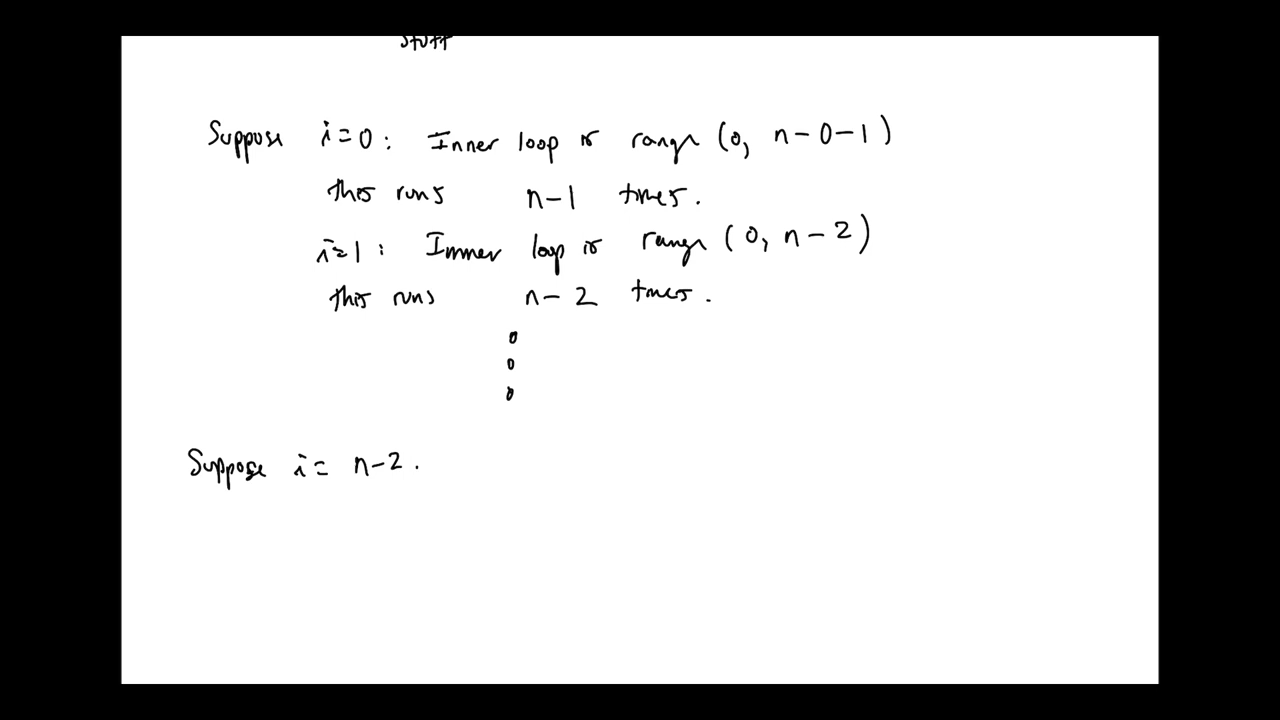 stuff
Suppose i=0: Inner loop is range (0, n-0-1)
this runs n-1 times.
i=1: Inner loop is range (0, n-2)
this runs n-2 times.
Suppose i= n-2.